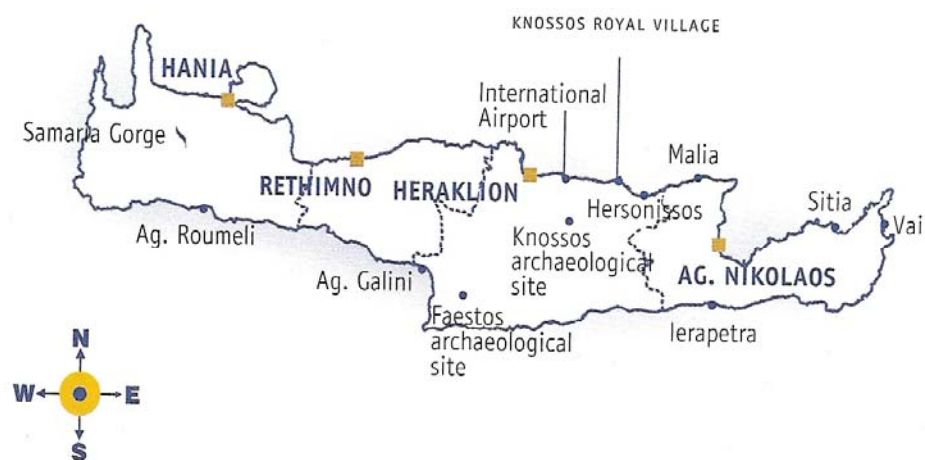 KNOSSOS ROYAL VILLAGE
HANIA
International
Airport
Samaria Gorge
Malia
RETHIMNO
HERAKLION
Hersonissos
Sitia
Vai
Ag. Roumeli
Knossos
archaeological
site
Ag. Galini
AG. NIKOLAOS
Faestos
archaeological
site
Ierapetra
N
W
E
S